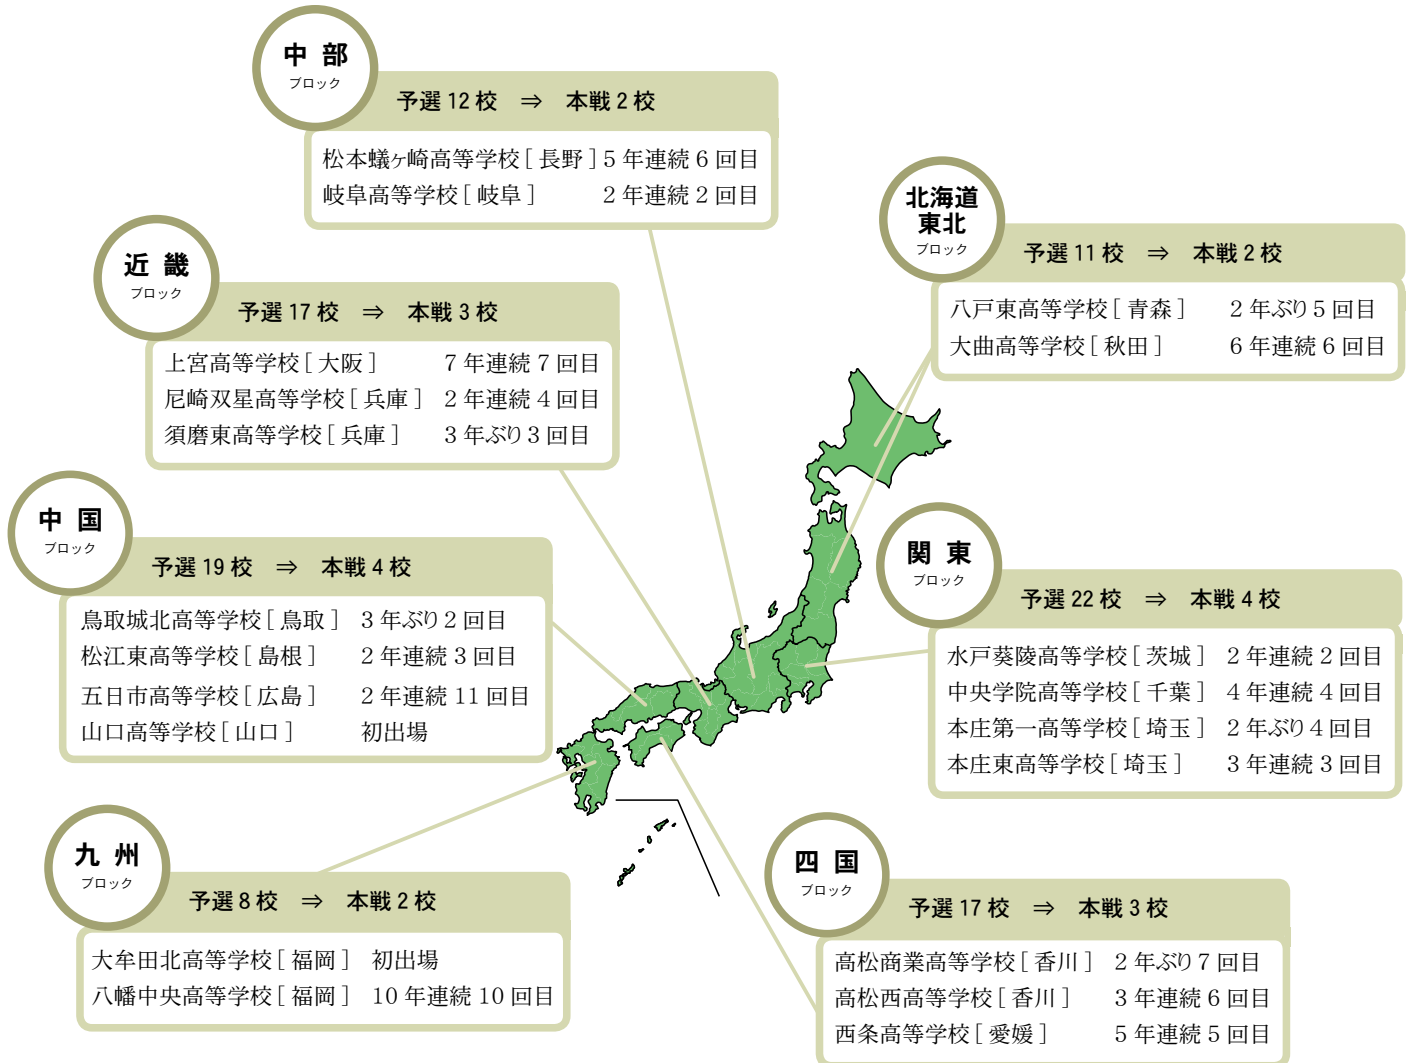 中部
ブロック
予選 12 校 ⇒ 本戦 2 校
松本蟻ヶ崎高等学校 [ 長野 ] 5 年連続 6 回目
岐阜高等学校 [ 岐阜 ] 2 年連続 2 回目
北海道
東北
ブロック
予選 11 校 ⇒ 本戦 2 校
八戸東高等学校 [ 青森 ] 2 年ぶり 5 回目
大曲高等学校 [ 秋田 ] 6 年連続 6 回目
近畿
ブロック
予選 17 校 ⇒ 本戦 3 校
上宮高等学校 [ 大阪 ] 7 年連続 7 回目
尼崎双星高等学校 [ 兵庫 ] 2 年連続 4 回目
須磨東高等学校 [ 兵庫 ] 3 年ぶり 3 回目
中国
ブロック
予選 19 校 ⇒ 本戦 4 校
鳥取城北高等学校 [ 鳥取 ] 3 年ぶり 2 回目
松江東高等学校 [ 島根 ] 2 年連続 3 回目
五日市高等学校 [ 広島 ] 2 年連続 11 回目
山口高等学校 [ 山口 ] 初出場
関東
ブロック
予選 22 校 ⇒ 本戦 4 校
水戸葵陵高等学校 [ 茨城 ] 2 年連続 2 回目
中央学院高等学校 [ 千葉 ] 4 年連続 4 回目
本庄第一高等学校 [ 埼玉 ] 2 年ぶり 4 回目
本庄東高等学校 [ 埼玉 ] 3 年連続 3 回目
九州
ブロック
予選 8 校 ⇒ 本戦 2 校
大牟田北高等学校 [ 福岡 ] 初出場
八幡中央高等学校 [ 福岡 ] 10 年連続 10 回目
四国
ブロック
予選 17 校 ⇒ 本戦 3 校
高松商業高等学校 [ 香川 ] 2 年ぶり 7 回目
高松西高等学校 [ 香川 ] 3 年連続 6 回目
西条高等学校 [ 愛媛 ] 5 年連続 5 回目